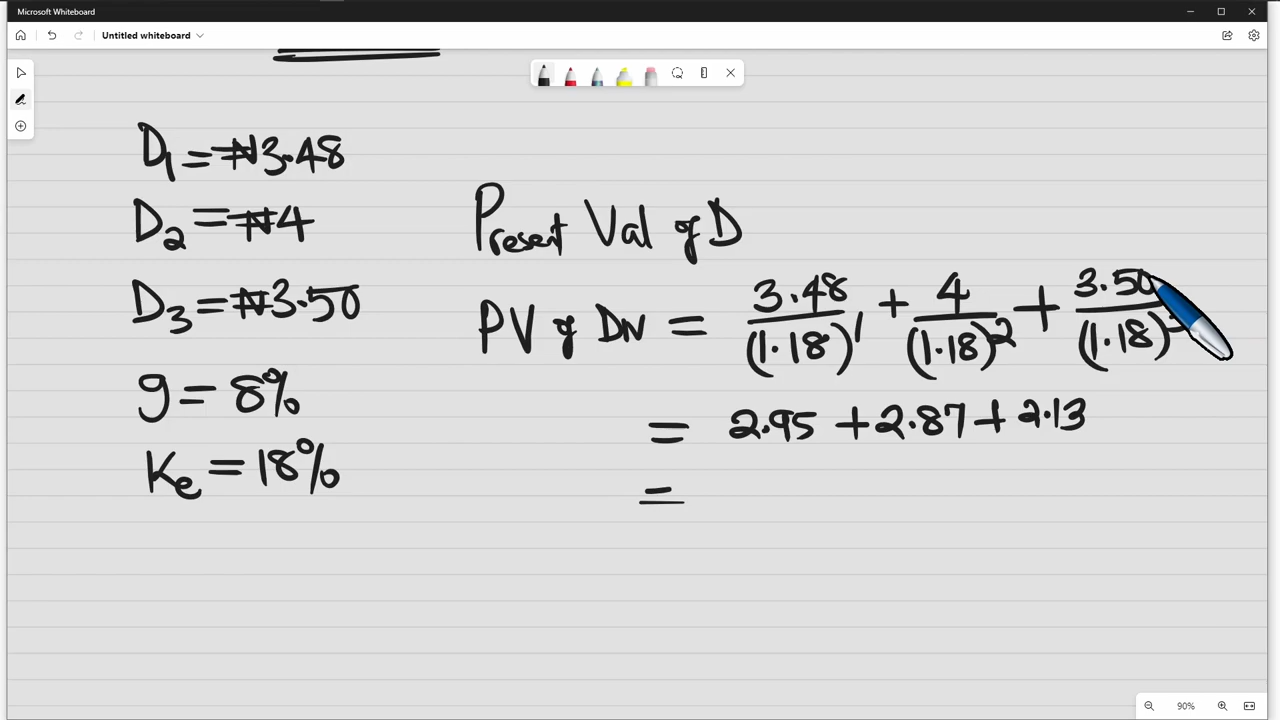 Microsoft Whiteboard
Untitled whiteboard
D₁ = ₦3.48
D₂ = ₦4
D₃ = ₦3.50
g = 8%
Ke = 18%
Present Val of D
PV of DN = 3.48/(1.18)¹ + 4/(1.18)² + 3.50/(1.18)
= 2.95 + 2.87 + 2.13
=
90%